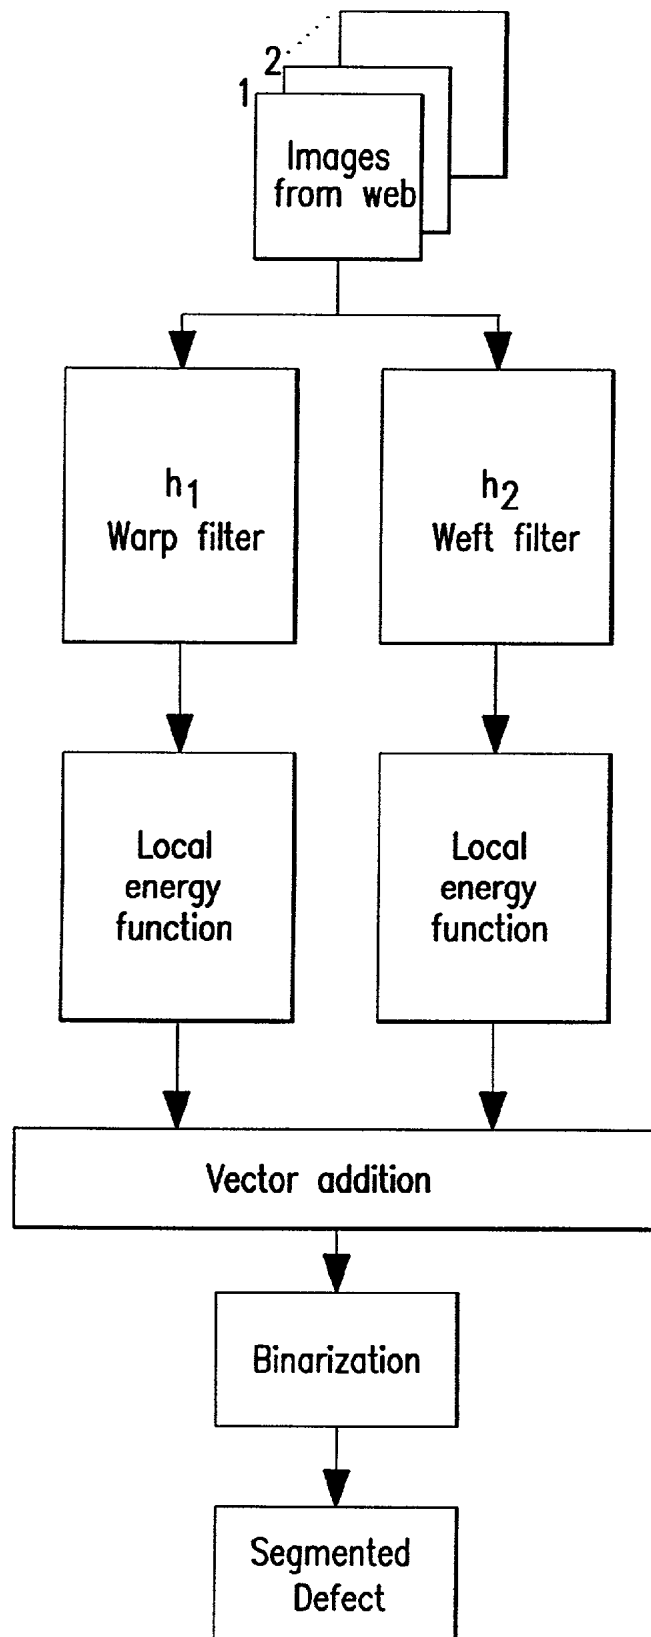 2
1
Images
from web
h1
Warp filter
h2
Weft filter
Local
energy
function
Local
energy
function
Vector addition
Binarization
Segmented
Defect